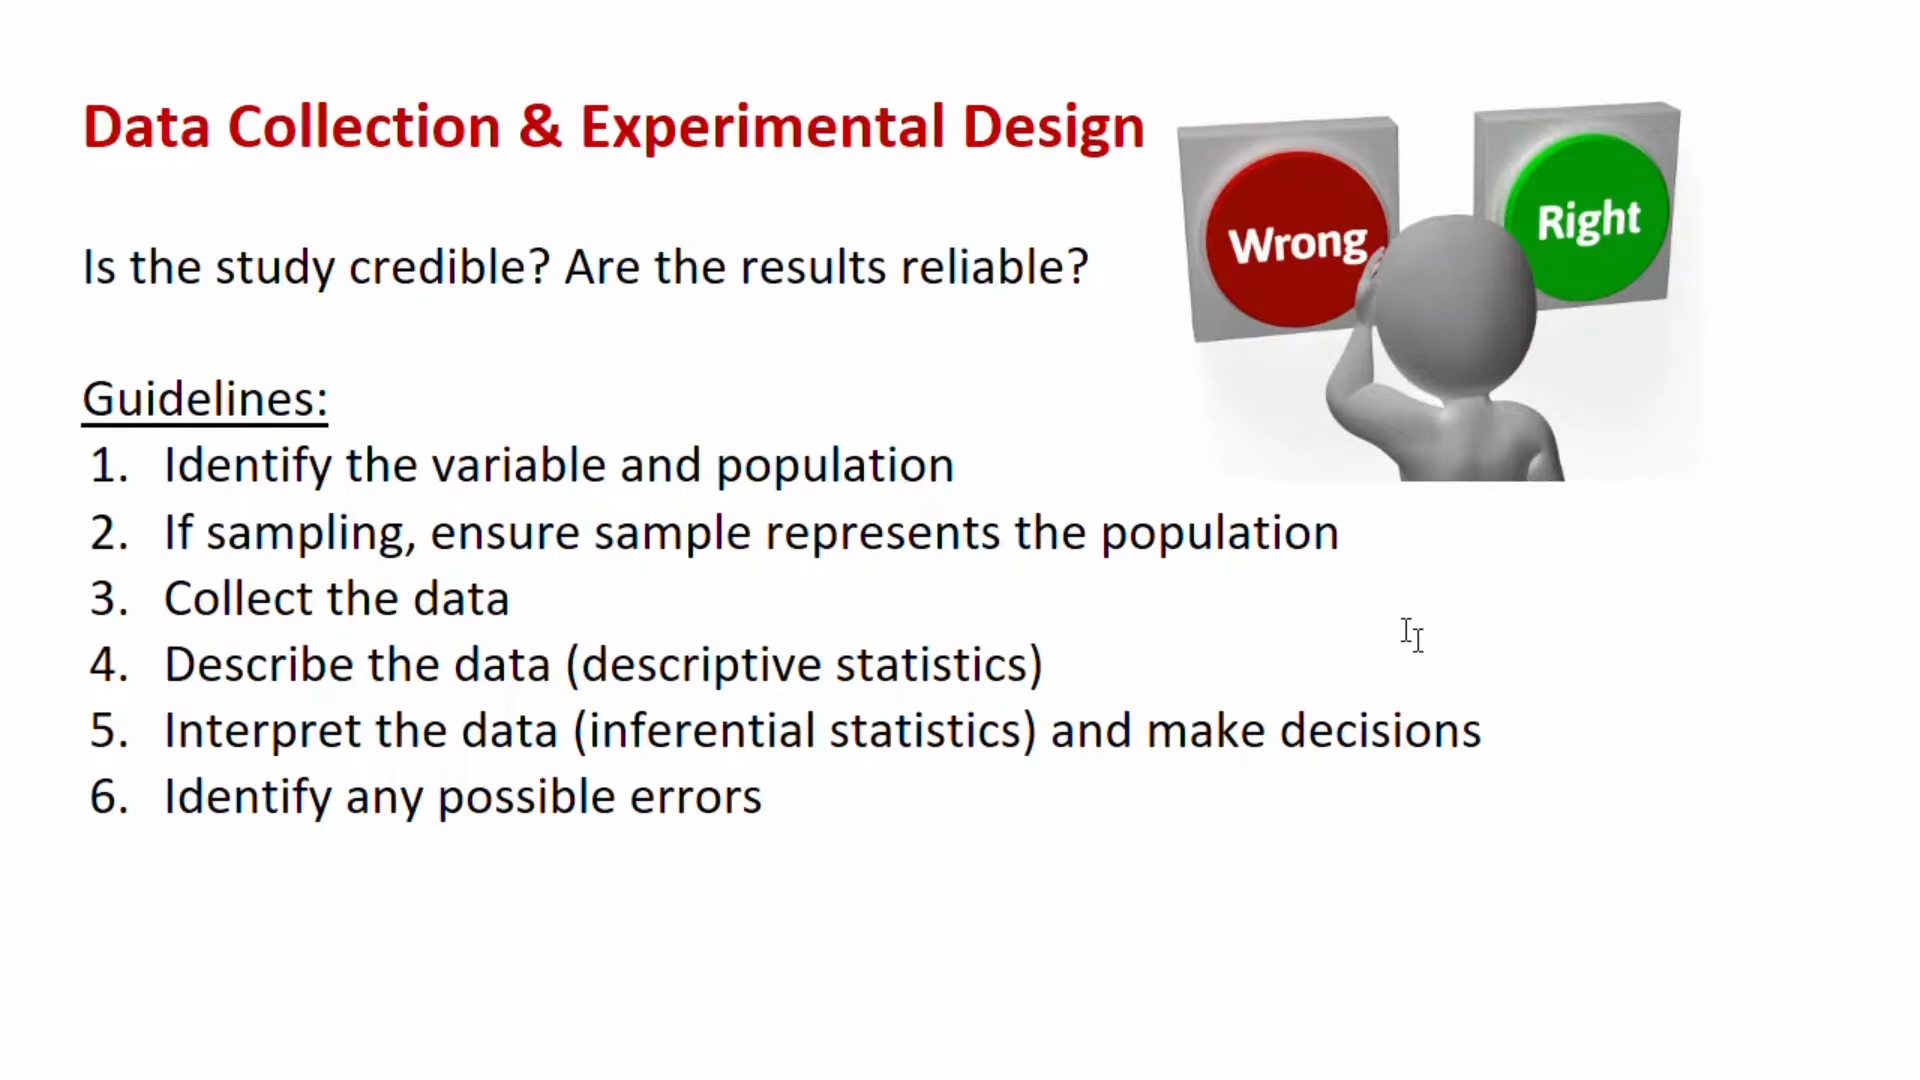 Data Collection & Experimental Design
Wrong
Right
Is the study credible? Are the results reliable?
Guidelines:
1. Identify the variable and population
2. If sampling, ensure sample represents the population
3. Collect the data
4. Describe the data (descriptive statistics)
5. Interpret the data (inferential statistics) and make decisions
6. Identify any possible errors